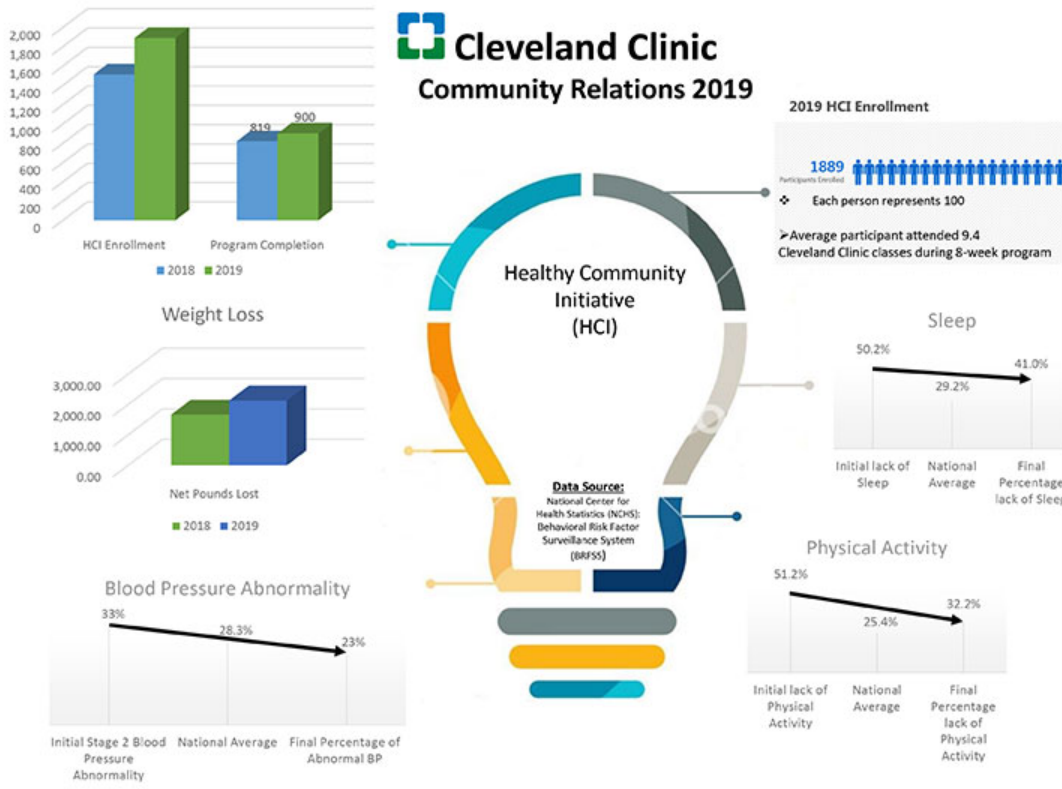 Cleveland Clinic
Community Relations 2019
2,000
1,800
1,600
1,400
1,200
1,000
800
600
400
200
0
819
900
HCI Enrollment
Program Completion
2018
2019
2019 HCI Enrollment
1889
Participants Enrolled
❖ Each person represents 100
➢Average participant attended 9.4
Cleveland Clinic classes during 8-week program
Healthy Community
Initiative
(HCI)
Weight Loss
3,000.00
2,000.00
1,000.00
0.00
Net Pounds Lost
2018
2019
Sleep
50.2%
29.2%
41.0%
Initial lack of
Sleep
National
Average
Final
Percentage
lack of Sleep
Data Source:
National Center for
Health Statistics (NCHS):
Behavioral Risk Factor
Surveillance System
(BRFSS)
Blood Pressure Abnormality
33%
28.3%
23%
Initial Stage 2 Blood
Pressure
Abnormality
National Average
Final Percentage of
Abnormal BP
Physical Activity
51.2%
25.4%
32.2%
Initial lack of
Physical
Activity
National
Average
Final
Percentage
lack of
Physical
Activity